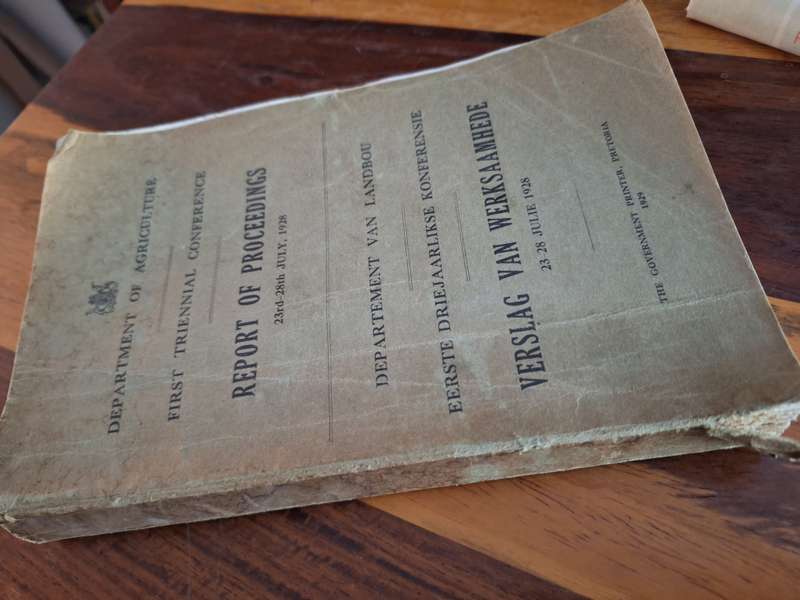 DEPARTMENT OF AGRICULTURE
FIRST TRIENNIAL CONFERENCE
REPORT OF PROCEEDINGS
23rd-28th JULY, 1928
DEPARTEMENT VAN LANDBOU
EERSTE DRIEJAARLIKSE KONFERENSIE
VERSLAG VAN WERKSAAMHEDE
23 28 JULIE 1928
THE GOVERNMENT PRINTER, PRETORIA
1929